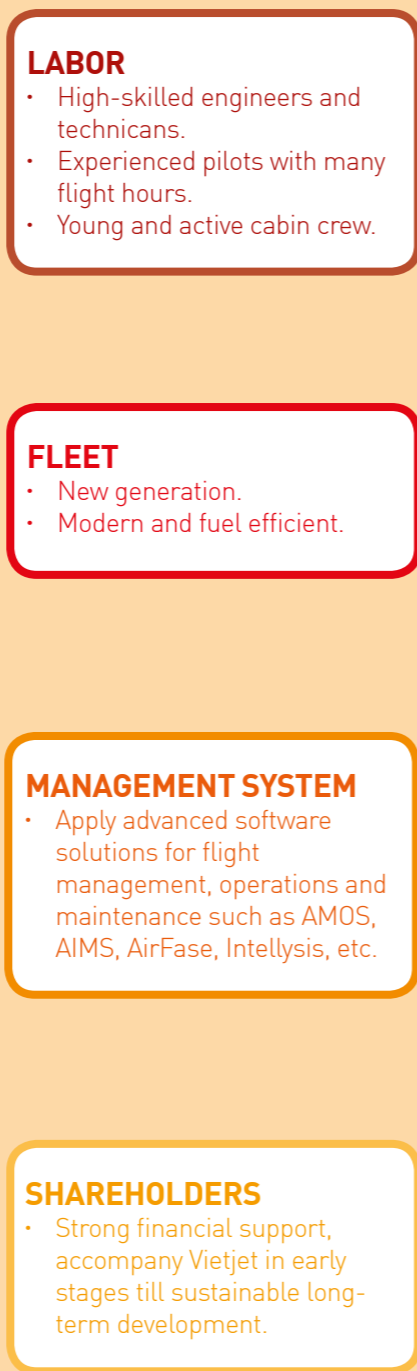 LABOR
• High-skilled engineers and
technicans.
• Experienced pilots with many
flight hours.
• Young and active cabin crew.
FLEET
• New generation.
• Modern and fuel efficient.
MANAGEMENT SYSTEM
• Apply advanced software
solutions for flight
management, operations and
maintenance such as AMOS,
AIMS, AirFase, Intellysis, etc.
SHAREHOLDERS
• Strong financial support,
accompany Vietjet in early
stages till sustainable long-
term development.